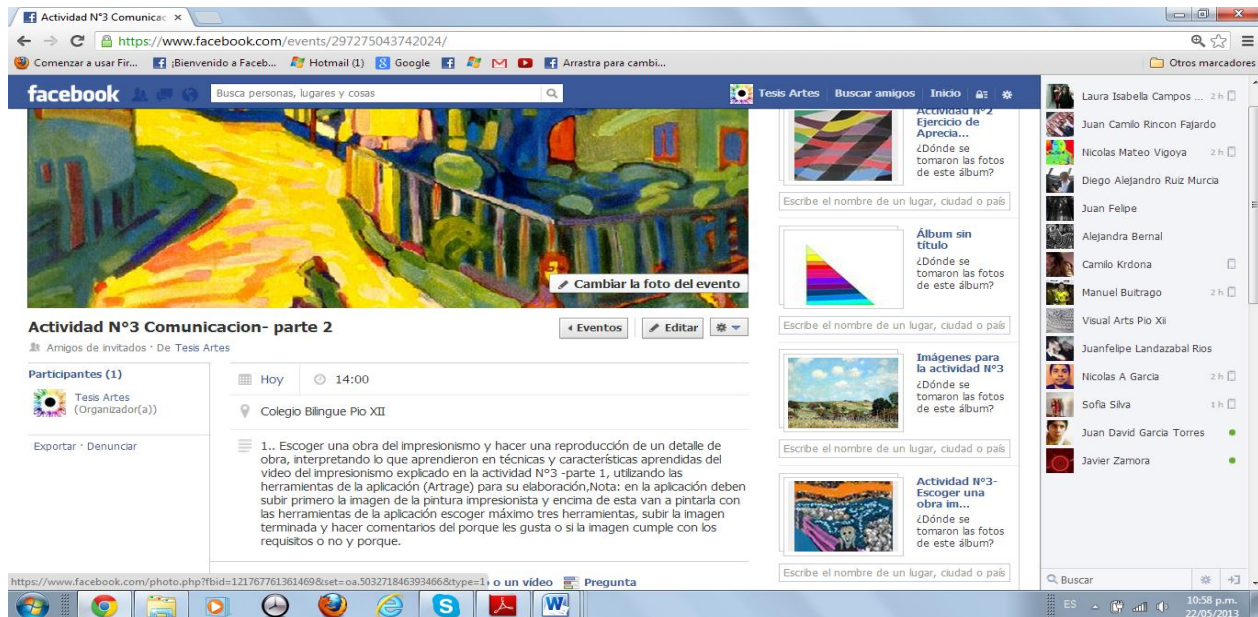 Actividad N°3 Comunicac
https://www.facebook.com/events/297275043742024/
Comenzar a usar Fir...
¡Bienvenido a Faceb...
Hotmail (1)
Google
Arrastra para cambi...
Otros marcadores
facebook
Busca personas, lugares y cosas
Tesis Artes
Buscar amigos
Inicio
Cambiar la foto del evento
Actividad N°3 Comunicacion- parte 2
Eventos
Editar
Amigos de invitados · De Tesis Artes
Participantes (1)
Tesis Artes
(Organizador(a))
Exportar · Denunciar
Hoy
14:00
Colegio Bilingue Pio XII
1.. Escoger una obra del impresionismo y hacer una reproducción de un detalle de
obra, interpretando lo que aprendieron en técnicas y características aprendidas del
video del impresionismo explicado en la actividad N°3 -parte 1, utilizando las
herramientas de la aplicación (Artrage) para su elaboración,Nota: en la aplicación deben
subir primero la imagen de la pintura impresionista y encima de esta van a pintarla con
las herramientas de la aplicación escoger máximo tres herramientas, subir la imagen
terminada y hacer comentarios del porque les gusta o si la imagen cumple con los
requisitos o no y porque.
o un vídeo
Pregunta
https://www.facebook.com/photo.php?fbid=121767761361469&set=oa.503271846393466&type=1
Actividad N°2
Ejercicio de
Aprecia...
¿Dónde se
tomaron las fotos
de este álbum?
Escribe el nombre de un lugar, ciudad o país
Álbum sin
título
¿Dónde se
tomaron las fotos
de este álbum?
Escribe el nombre de un lugar, ciudad o país
Imágenes para
la actividad N°3
¿Dónde se
tomaron las fotos
de este álbum?
Escribe el nombre de un lugar, ciudad o país
Actividad N°3-
Escoger una
obra im...
¿Dónde se
tomaron las fotos
de este álbum?
Escribe el nombre de un lugar, ciudad o país
Laura Isabella Campos ... 2 h
Juan Camilo Rincon Fajardo
Nicolas Mateo Vigoya 2 h
Diego Alejandro Ruiz Murcia
Juan Felipe
Alejandra Bernal
Camilo Krdona
Manuel Buitrago 2 h
Visual Arts Pio Xii
Juanfelipe Landazabal Rios
Nicolas A Garcia 2 h
Sofia Silva 1 h
Juan David Garcia Torres
Javier Zamora
Buscar
ES
10:58 p.m.
22/05/2013